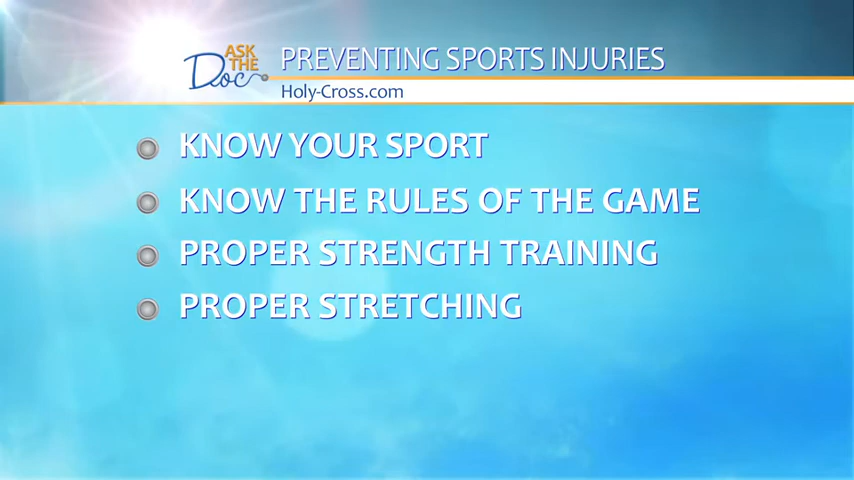 ASK
THE
Doc
PREVENTING SPORTS INJURIES
Holy-Cross.com
KNOW YOUR SPORT
KNOW THE RULES OF THE GAME
PROPER STRENGTH TRAINING
PROPER STRETCHING